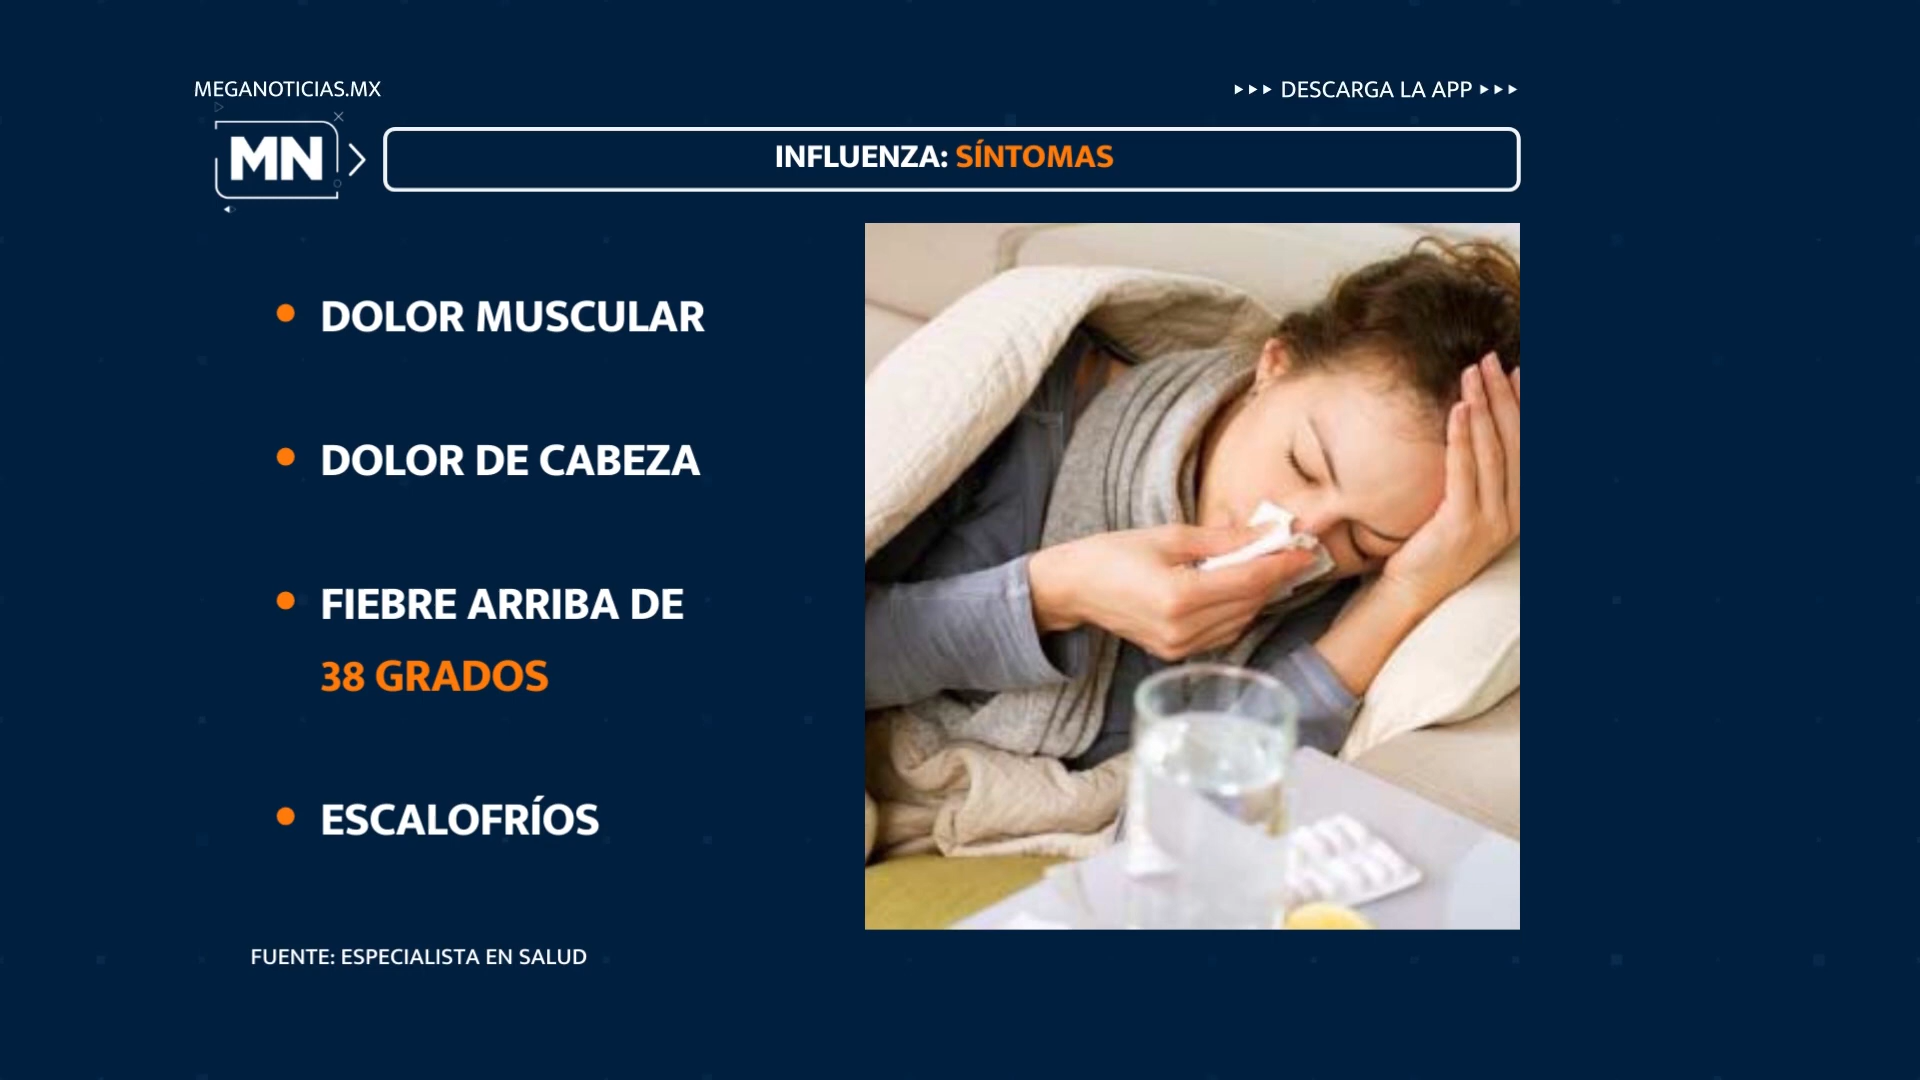 MEGANOTICIAS.MX
DESCARGA LA APP
MN
INFLUENZA: SÍNTOMAS
DOLOR MUSCULAR
DOLOR DE CABEZA
FIEBRE ARRIBA DE
38 GRADOS
ESCALOFRÍOS
FUENTE: ESPECIALISTA EN SALUD